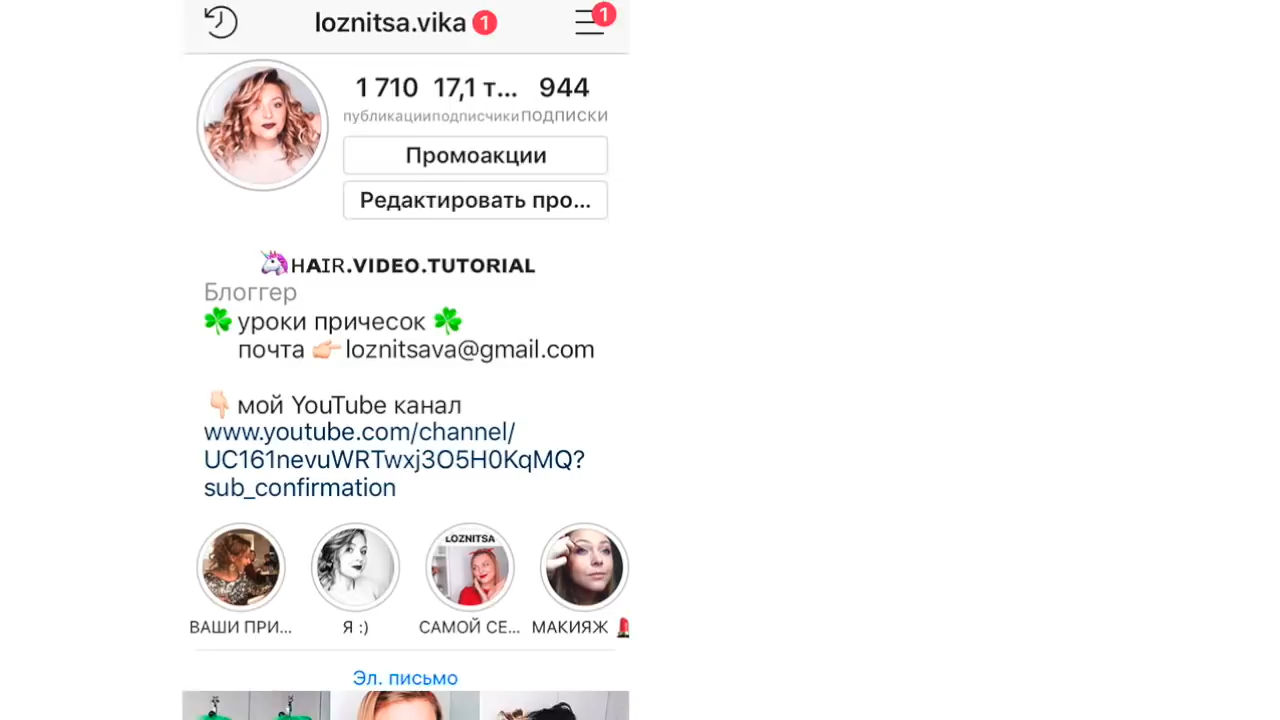 loznitsa.vika 1
1
1 710 17,1 т... 944
публикации подписчики подписки
Промоакции
Редактировать про...
🦄HAIR.VIDEO.TUTORIAL
Блоггер
☘️ уроки причесок ☘️
почта 👉🏻 loznitsava@gmail.com
👇🏻 мой YouTube канал
www.youtube.com/channel/
UC161nevuWRTwxj3O5H0KqMQ?
sub_confirmation
LOZNITSA
ВАШИ ПРИ... Я :) САМОЙ СЕ... МАКИЯЖ 💄
Эл. письмо